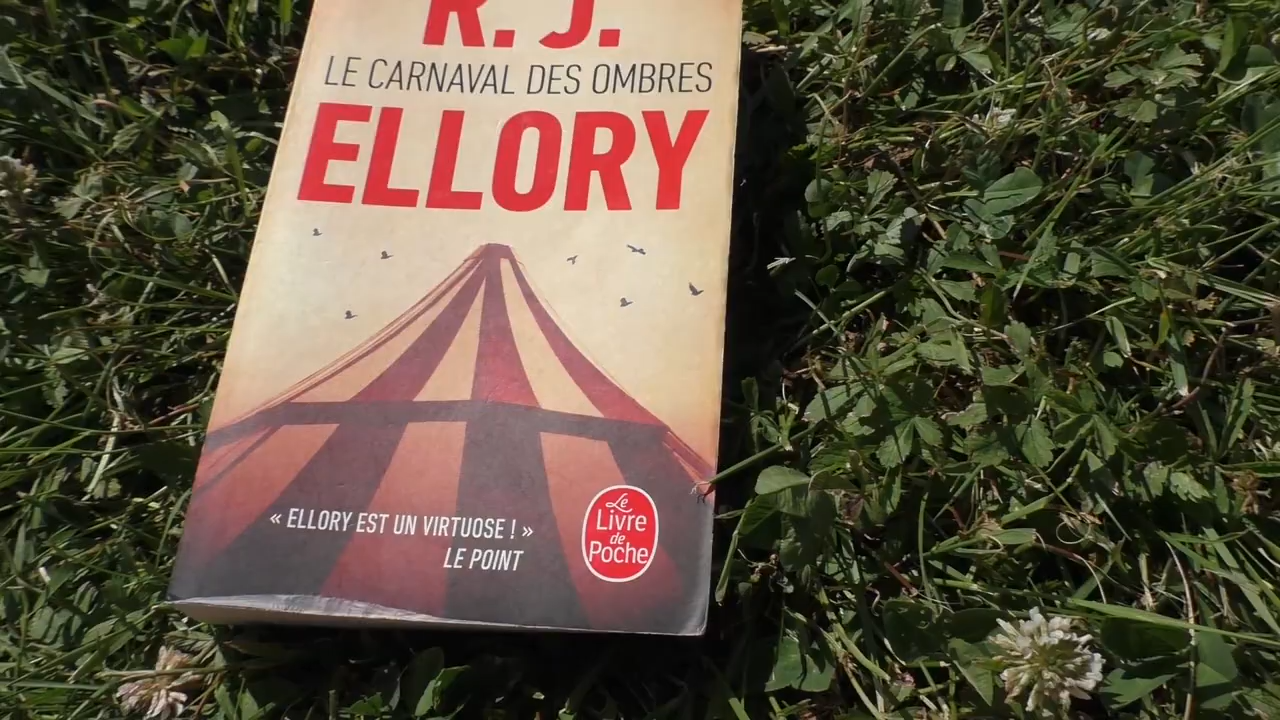 R. J.
LE CARNAVAL DES OMBRES
ELLORY
« ELLORY EST UN VIRTUOSE ! »
LE POINT
Le
Livre
de
Poche